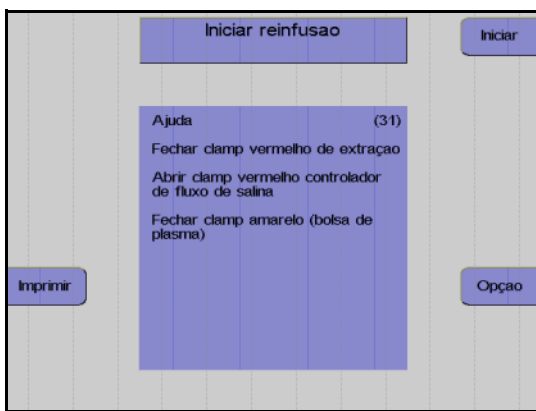 Iniciar reinfusao
Iniciar
Ajuda (31)
Fechar clamp vermelho de extraçao
Abrir clamp vermelho controlador
de fluxo de salina
Fechar clamp amarelo (bolsa de
plasma)
Imprimir
Opçao